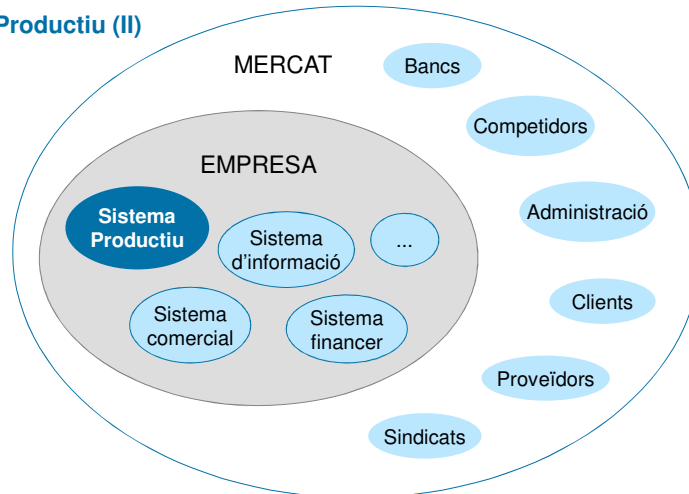 Productiu (II)
MERCAT
Bancs
Competidors
EMPRESA
Sistema
Productiu
Sistema
d'informació
...
Administració
Sistema
comercial
Sistema
financer
Clients
Proveïdors
Sindicats